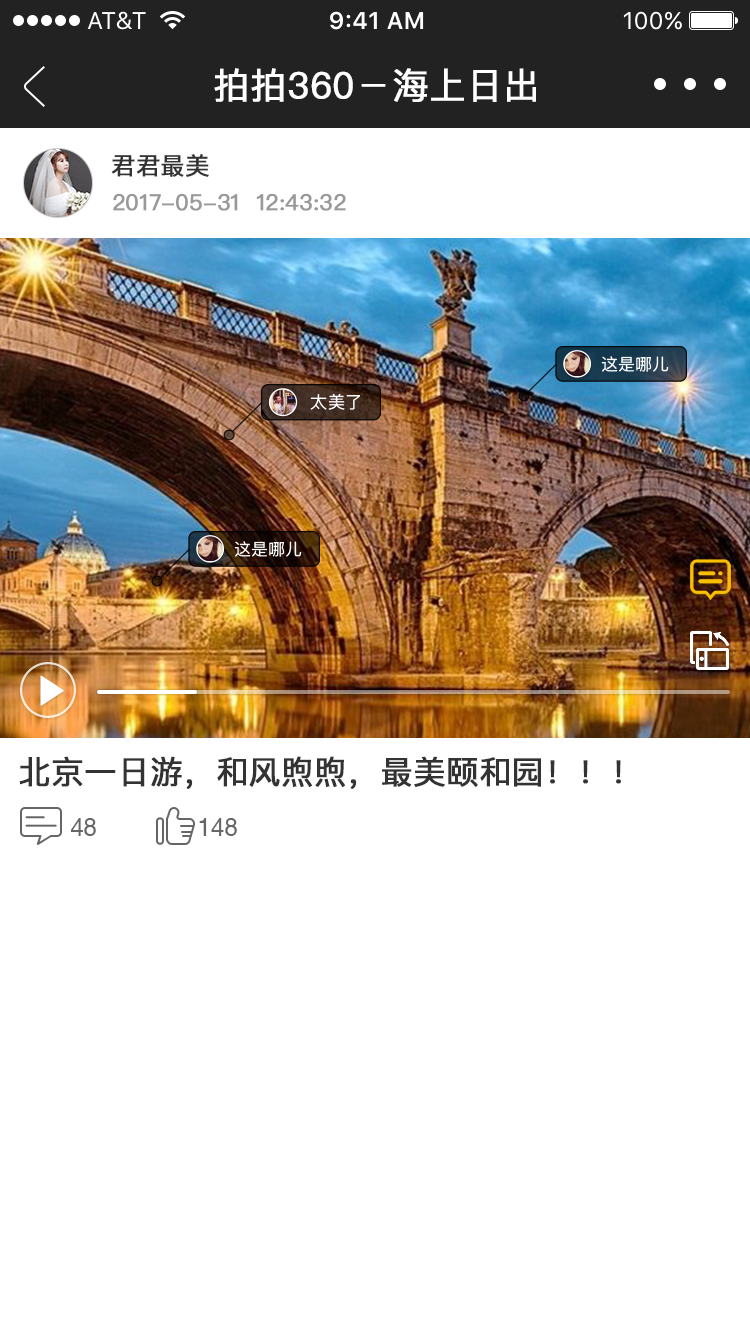 AT&T 9:41 AM 100%
拍拍360－海上日出
君君最美
2017-05-31 12:43:32
这是哪儿
太美了
这是哪儿
北京一日游，和风煦煦，最美颐和园！！！
48 148